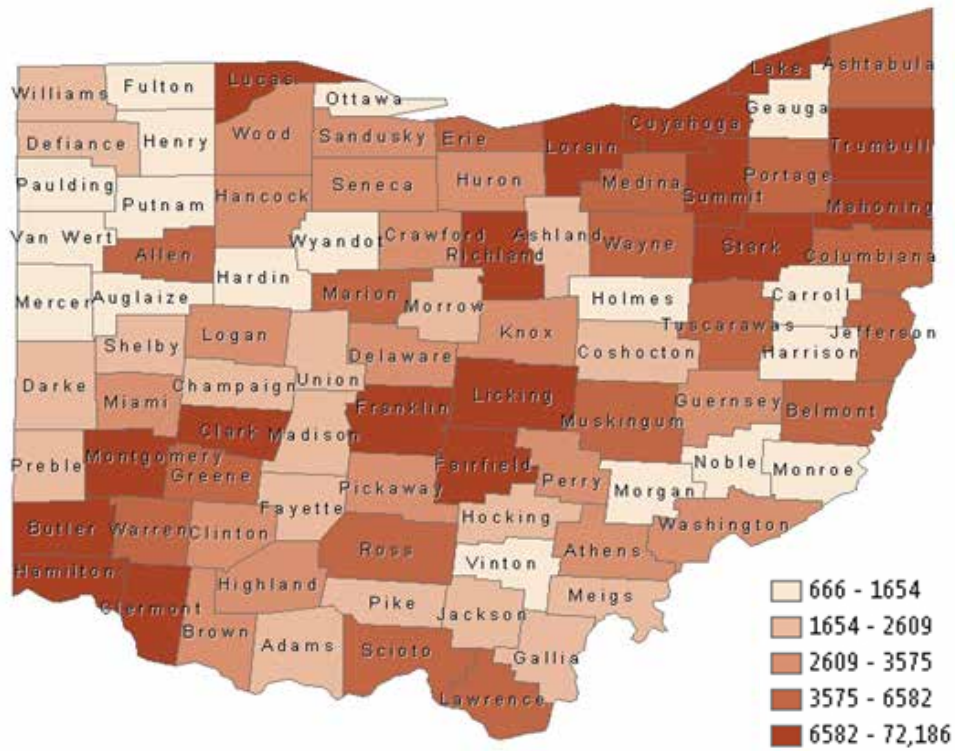 Lucas
Lake
Ashtabula
Williams
Fulton
Ottawa
Geauga
Defiance
Henry
Wood
Sandusky
Erie
Lorain
Cuyahoga
Trumbull
Paulding
Putnam
Hancock
Seneca
Huron
Medina
Summit
Portage
Mahoning
Van Wert
Allen
Wyandot
Crawford
Richland
Ashland
Wayne
Stark
Columbiana
Mercer
Auglaize
Hardin
Marion
Morrow
Holmes
Carroll
Tuscarawas
Jefferson
Harrison
Shelby
Logan
Delaware
Knox
Coshocton
Darke
Miami
Champaign
Union
Franklin
Licking
Muskingum
Guernsey
Belmont
Clark
Madison
Preble
Montgomery
Greene
Fairfield
Pickaway
Perry
Morgan
Noble
Monroe
Fayette
Hocking
Washington
Butler
Warren
Clinton
Ross
Athens
Vinton
Hamilton
Clermont
Highland
Pike
Jackson
Meigs
Brown
Adams
Scioto
Gallia
Lawrence
666 - 1654
1654 - 2609
2609 - 3575
3575 - 6582
6582 - 72,186